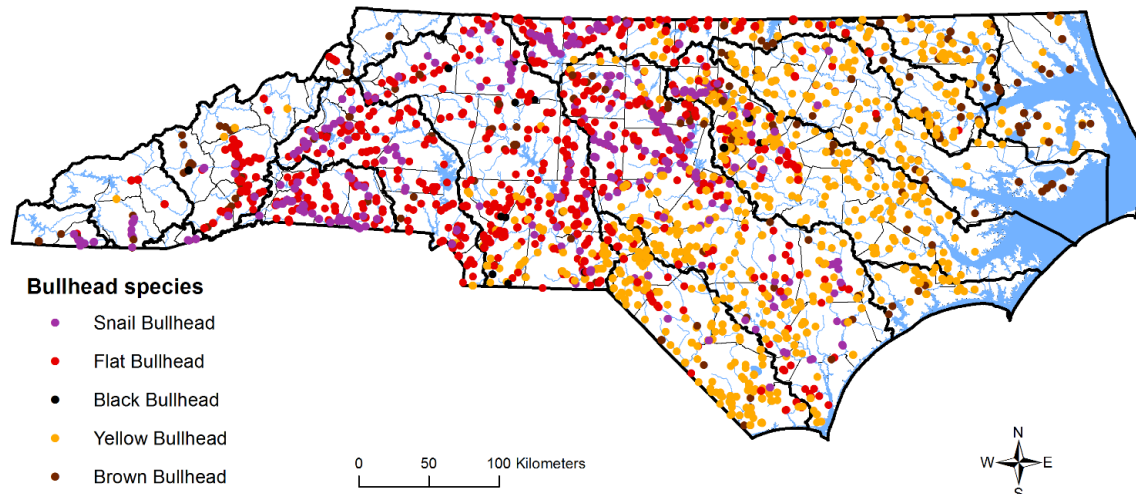 Bullhead species
Snail Bullhead
Flat Bullhead
Black Bullhead
Yellow Bullhead
Brown Bullhead
0 50 100 Kilometers
N
W E
S